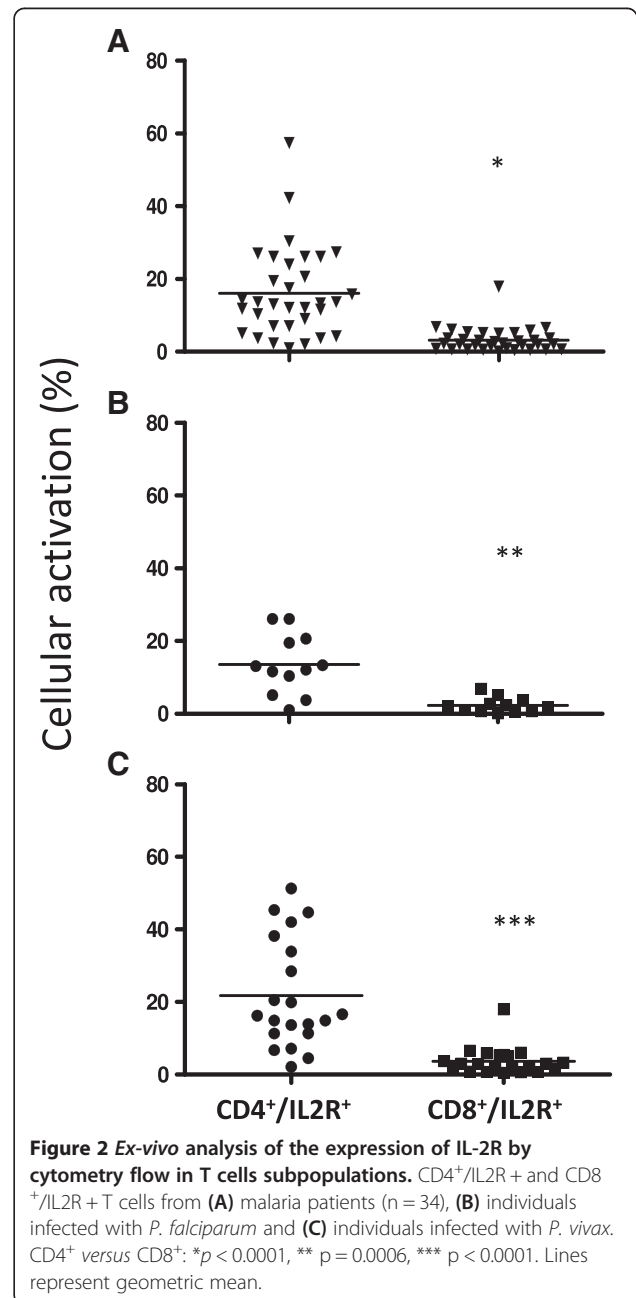 A
80
60
40
20
0
*
B
80
60
40
20
0
**
C
80
60
40
20
0
***
Cellular activation (%)
CD4⁺/IL2R⁺ CD8⁺/IL2R⁺
Figure 2 Ex-vivo analysis of the expression of IL-2R by
cytometry flow in T cells subpopulations. CD4⁺/IL2R + and CD8
⁺/IL2R + T cells from (A) malaria patients (n = 34), (B) individuals
infected with P. falciparum and (C) individuals infected with P. vivax.
CD4⁺ versus CD8⁺: *p < 0.0001, ** p = 0.0006, *** p < 0.0001. Lines
represent geometric mean.